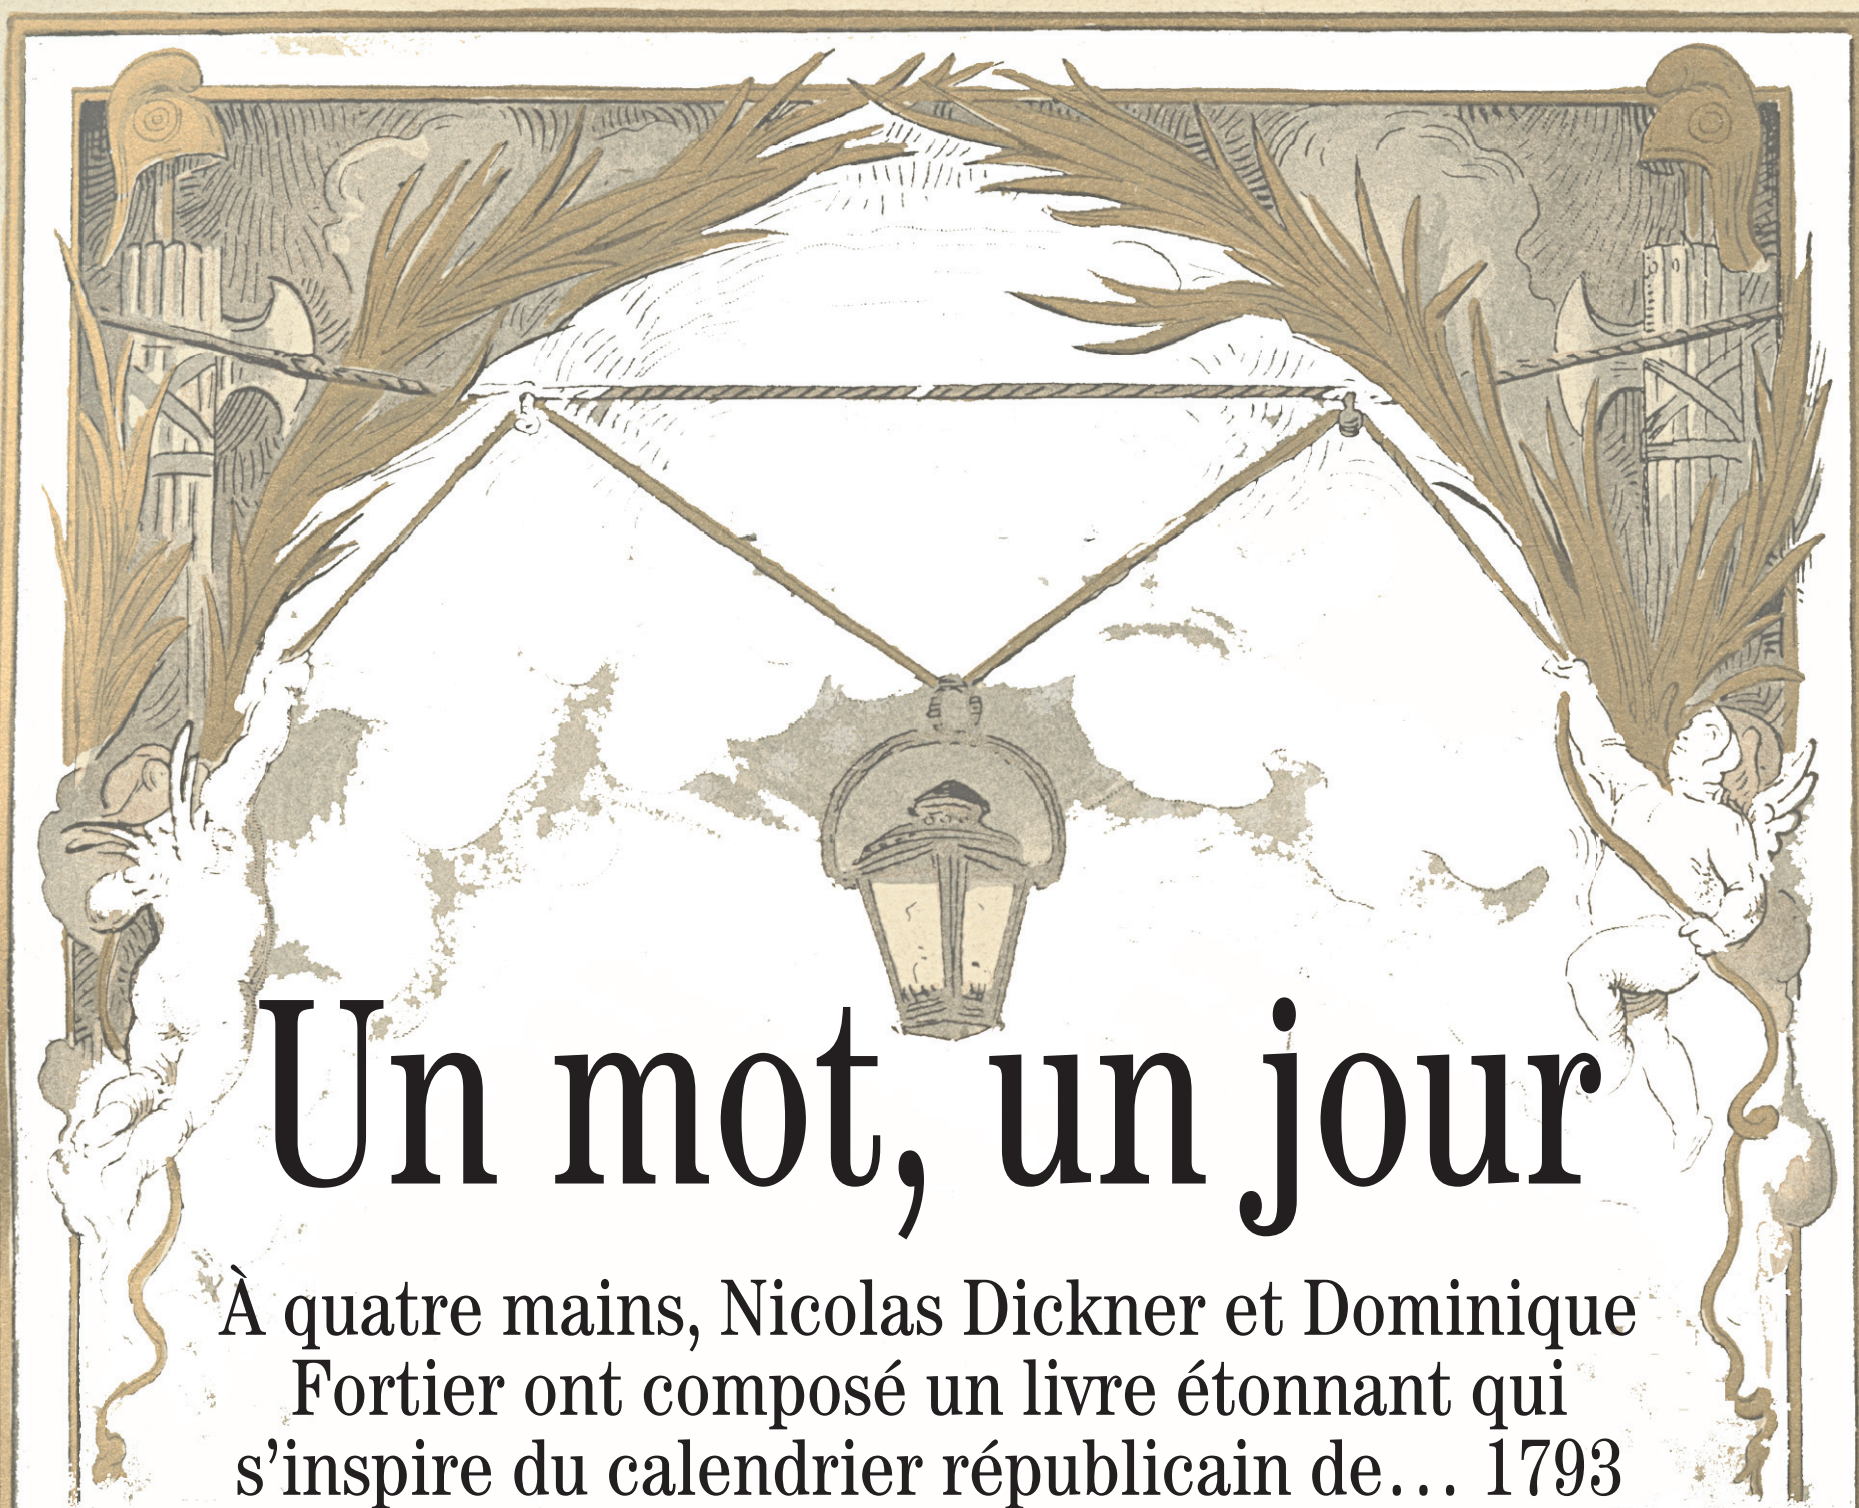 Un mot, un jour
À quatre mains, Nicolas Dickner et Dominique
Fortier ont composé un livre étonnant qui
s’inspire du calendrier républicain de… 1793